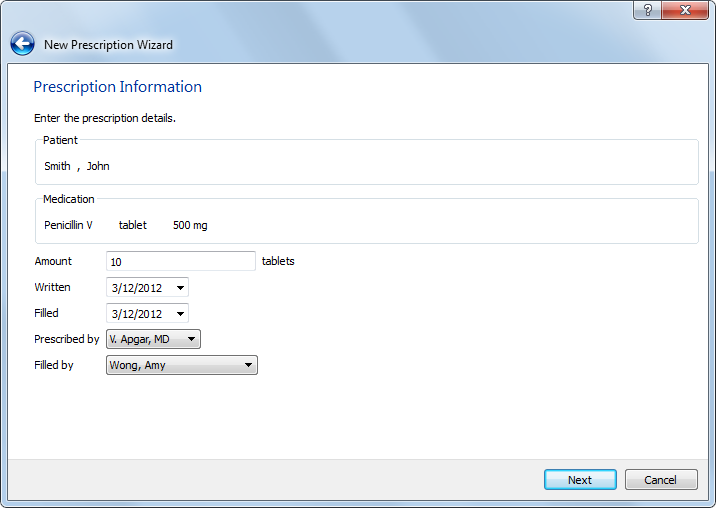 New Prescription Wizard
Prescription Information
Enter the prescription details.
Patient
Smith , John
Medication
Penicillin V tablet 500 mg
Amount 10 tablets
Written 3/12/2012
Filled 3/12/2012
Prescribed by V. Apgar, MD
Filled by Wong, Amy
Next Cancel